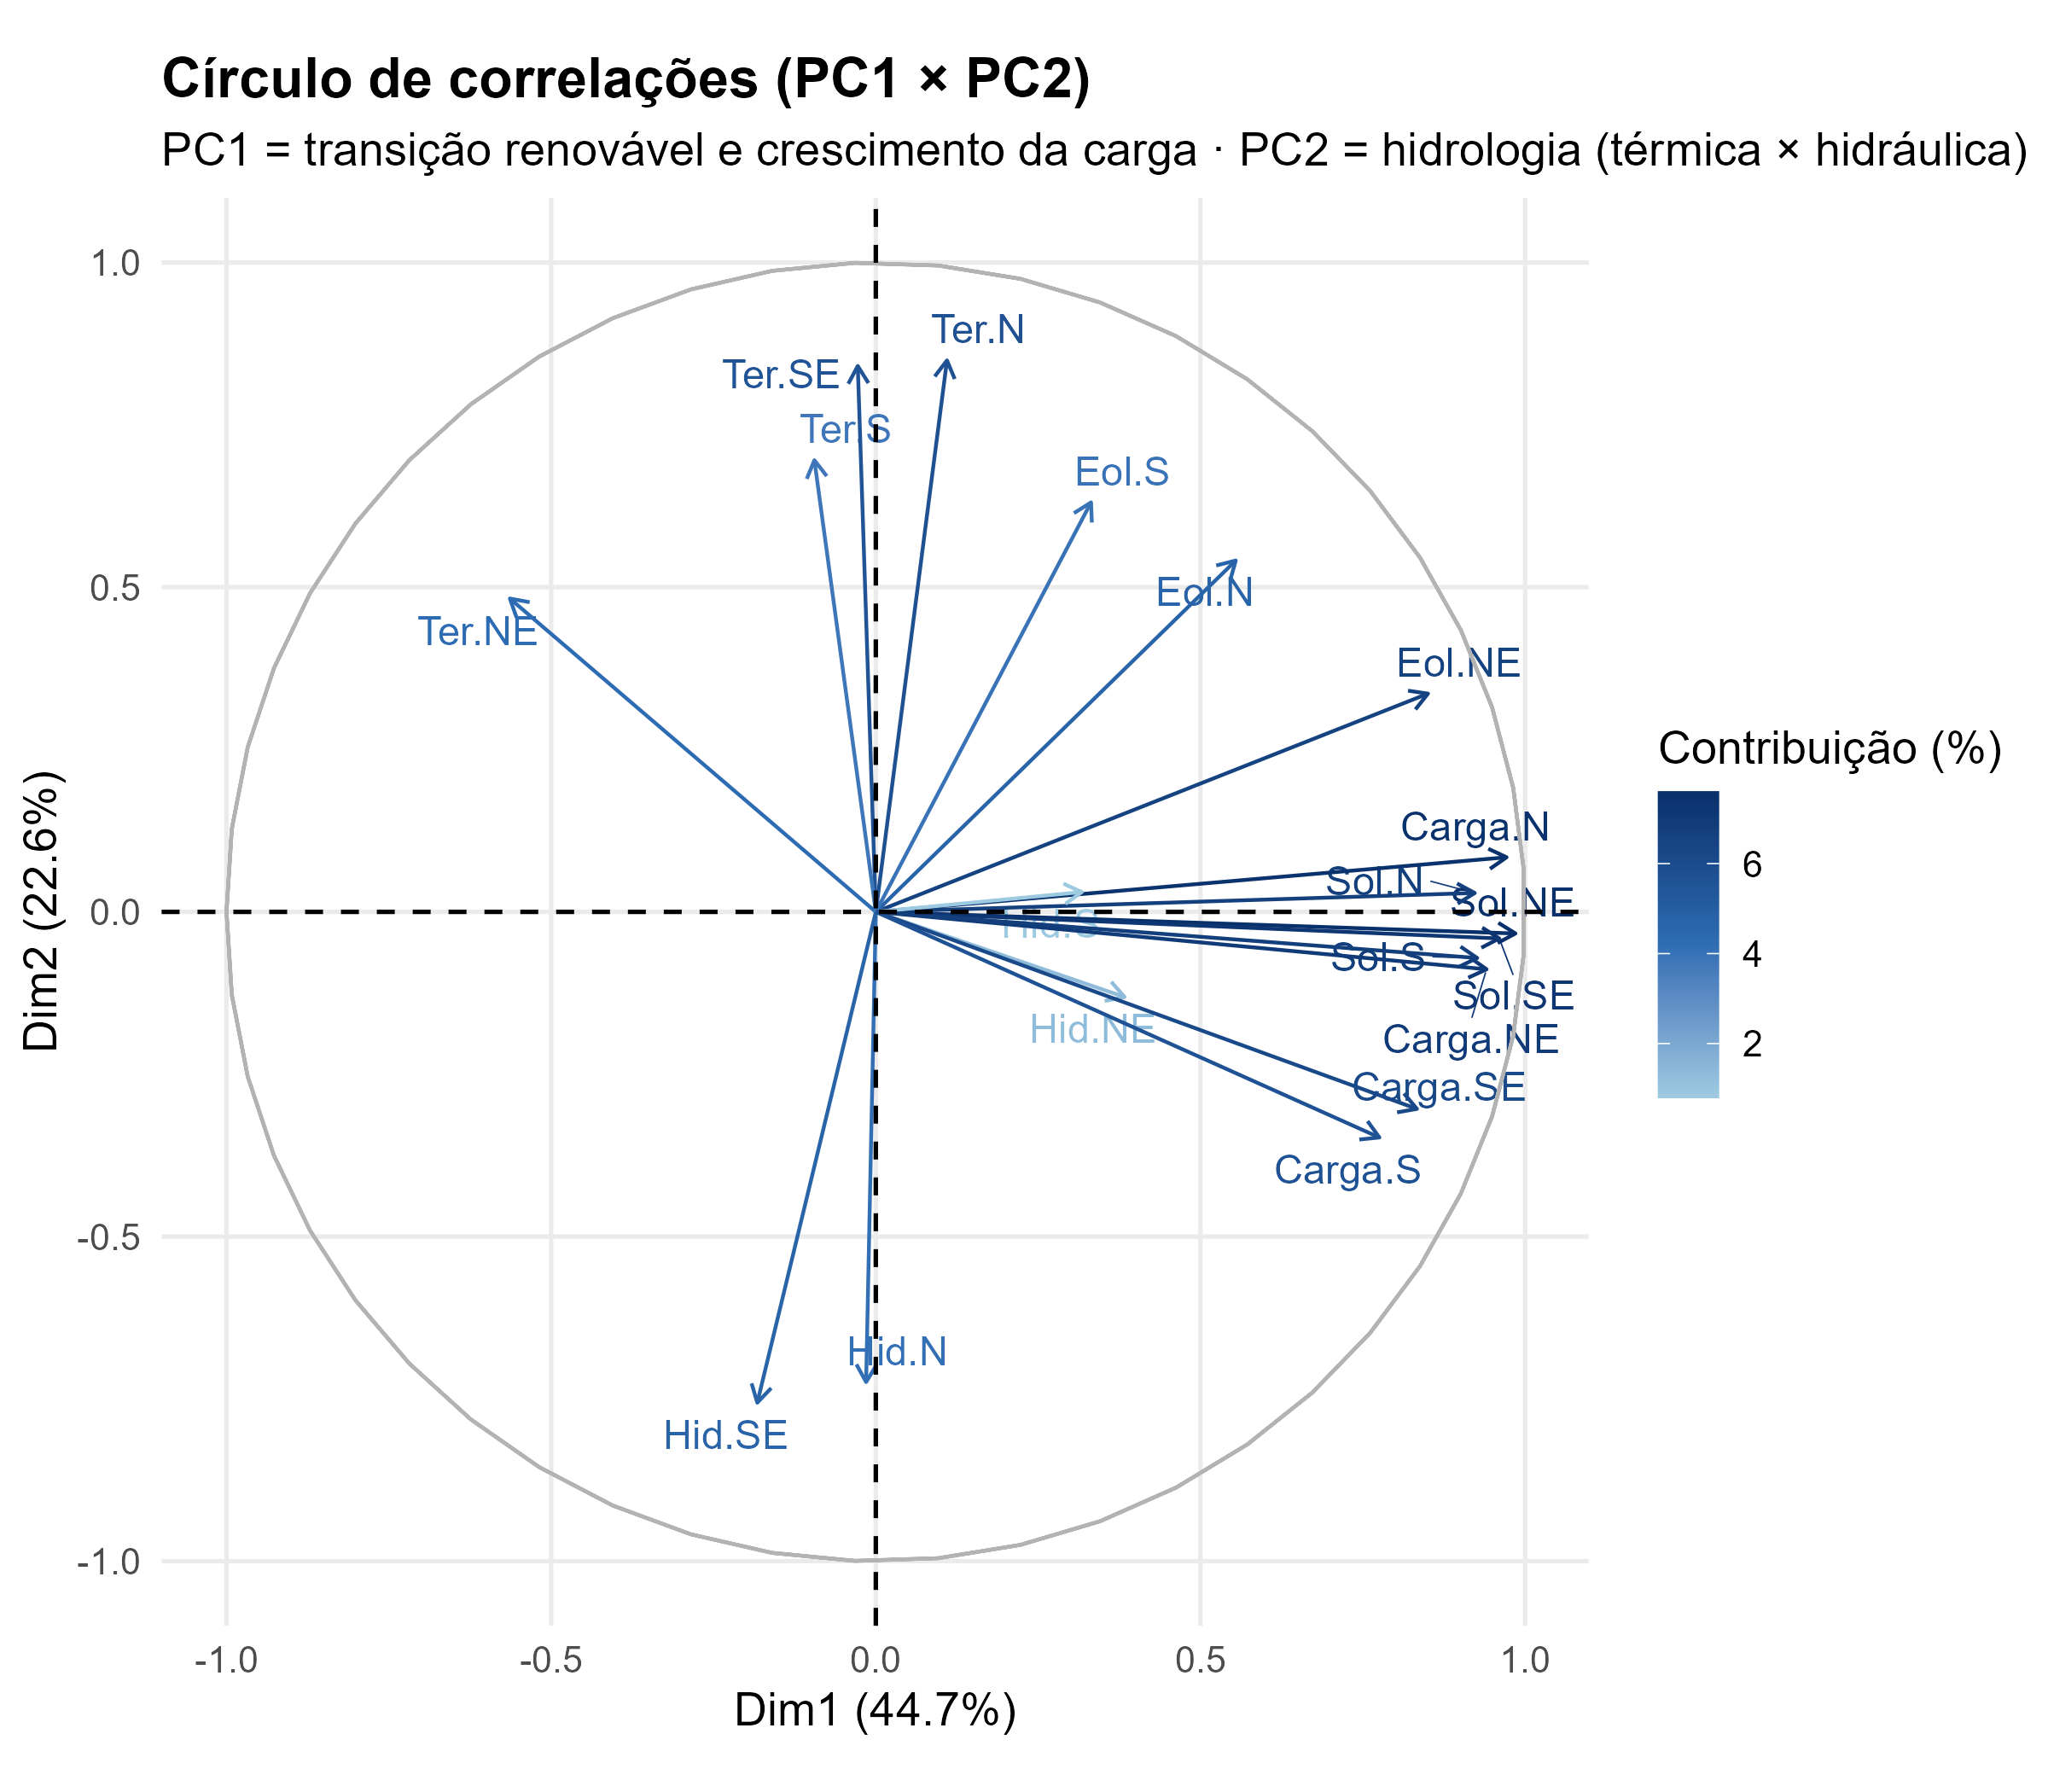 Círculo de correlações (PC1 × PC2)
PC1 = transição renovável e crescimento da carga · PC2 = hidrologia (térmica × hidráulica)
1.0
0.5
0.0
-0.5
-1.0
Dim2 (22.6%)
Ter.N
Ter.SE
Ter.S
Eol.S
Eol.N
Ter.NE
Eol.NE
Carga.N
Sol.N
Sol.NE
Hid.S
Sol.S
Sol.SE
Hid.NE
Carga.NE
Carga.SE
Carga.S
Hid.N
Hid.SE
-1.0
-0.5
0.0
0.5
1.0
Dim1 (44.7%)
Contribuição (%)
6
4
2